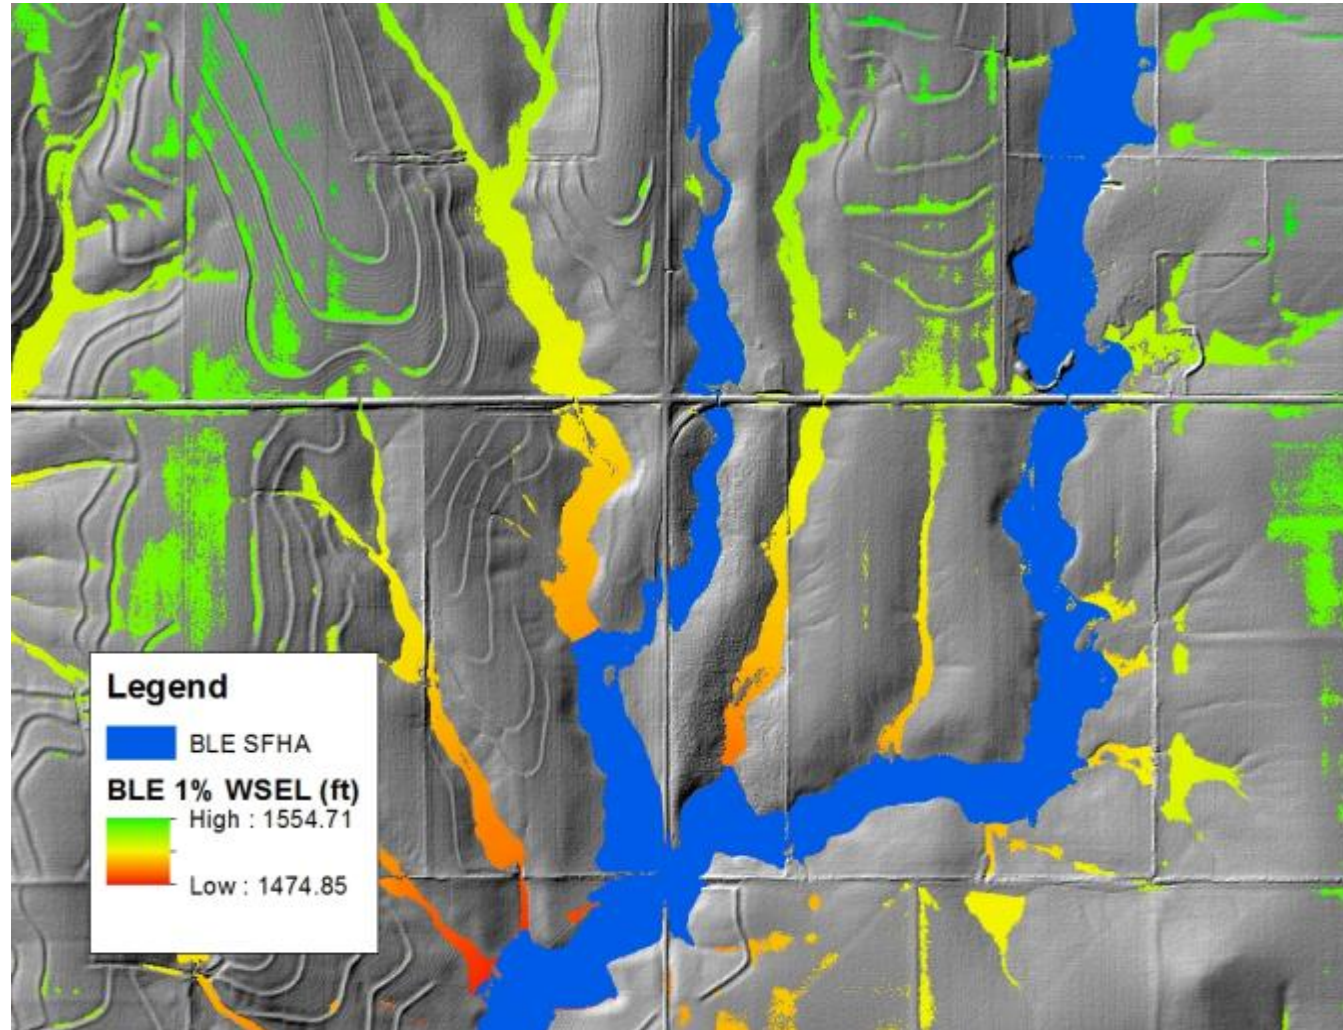 Legend
BLE SFHA
BLE 1% WSEL (ft)
High : 1554.71
Low : 1474.85